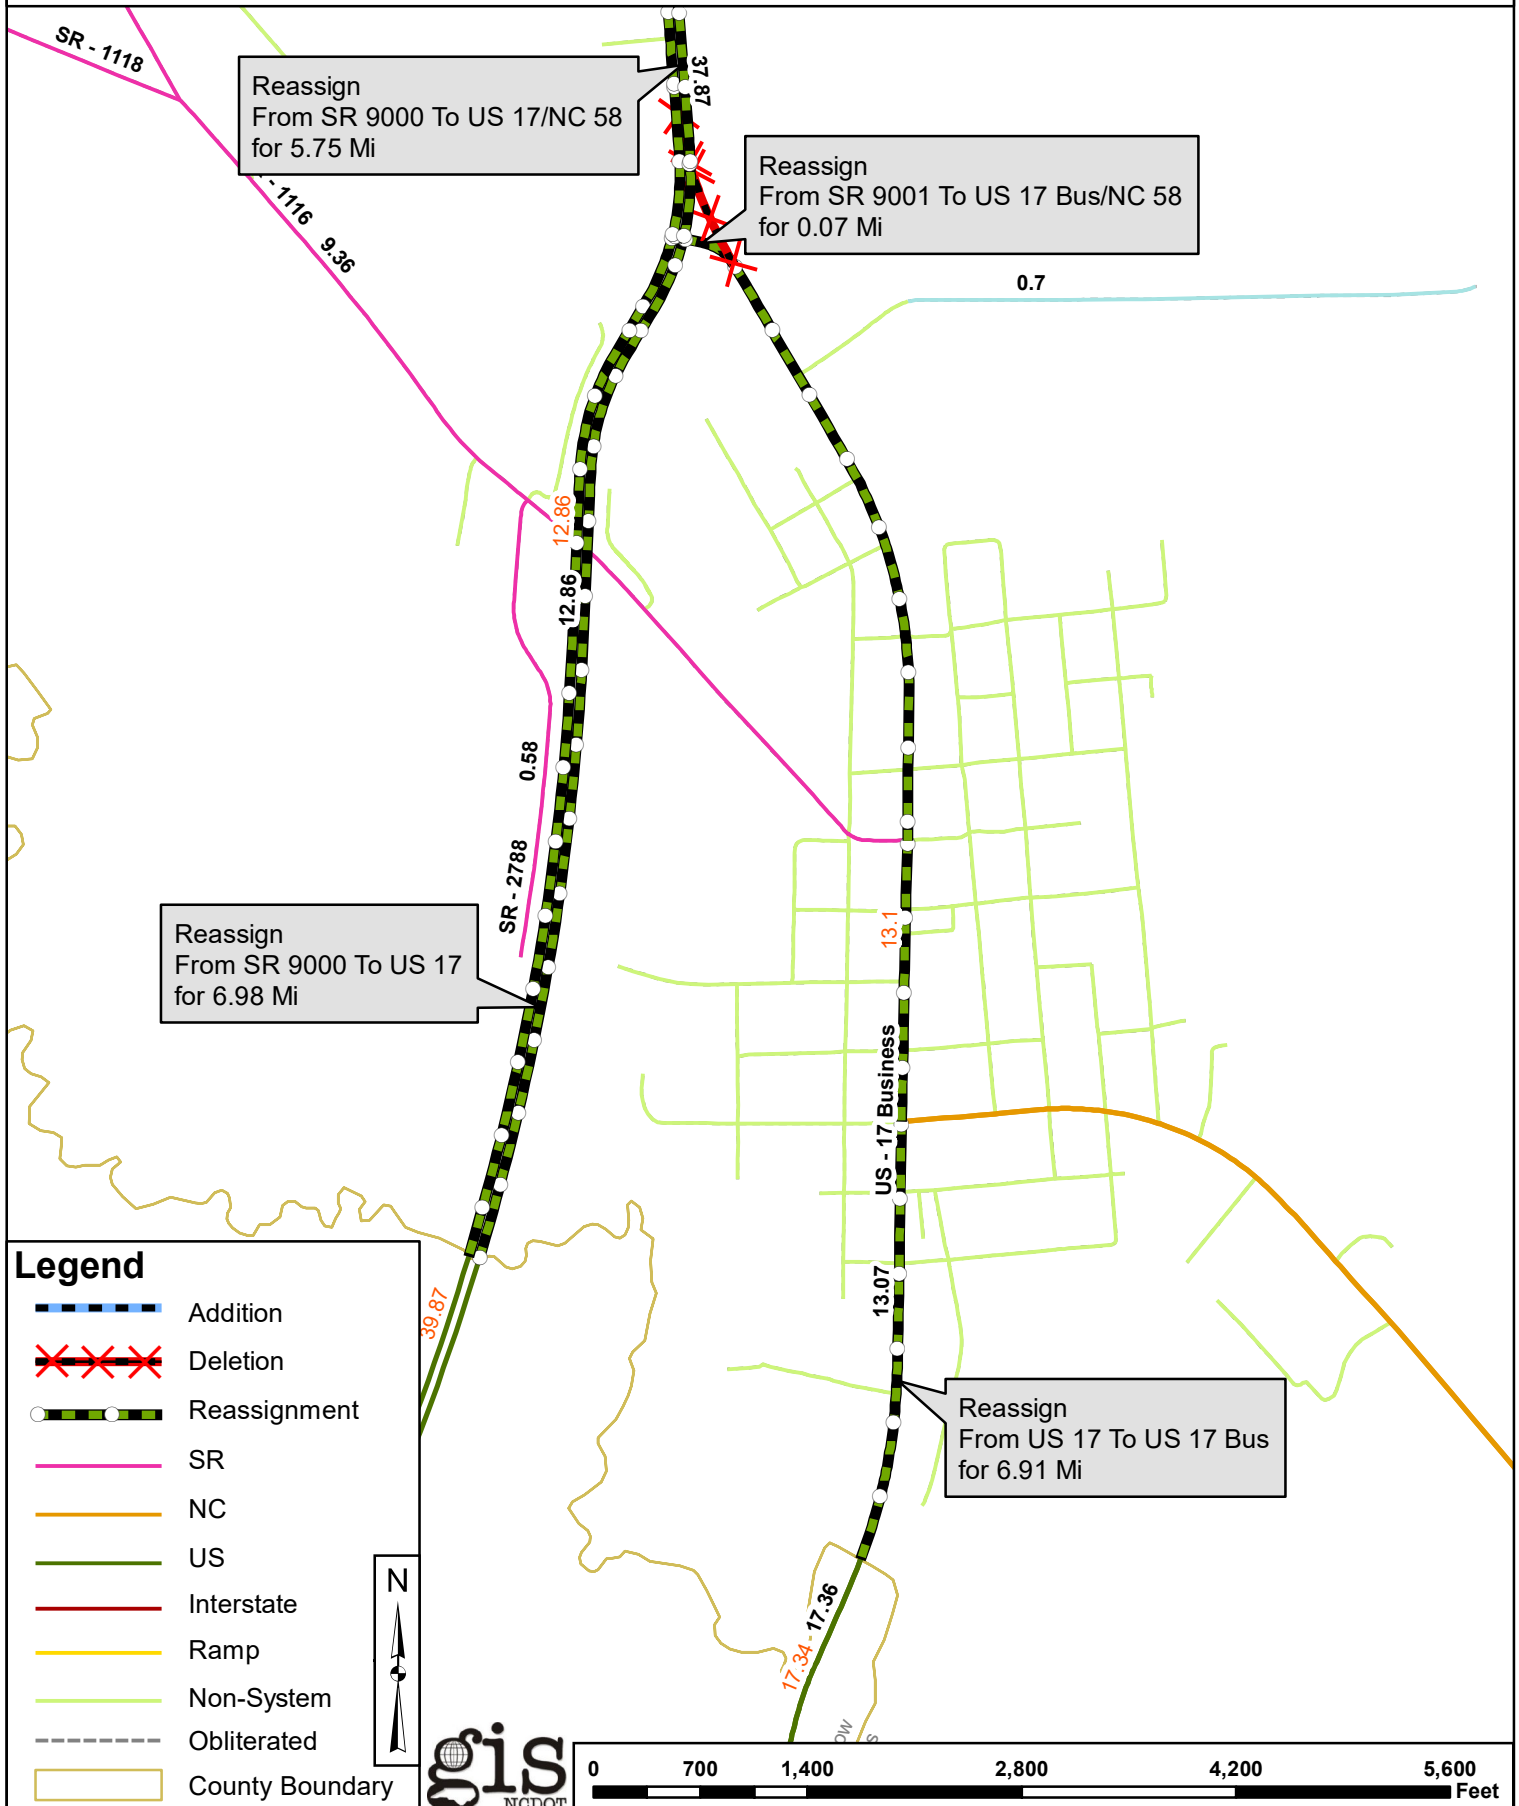 SR - 1118
37.87
Reassign
From SR 9000 To US 17/NC 58
for 5.75 Mi
Reassign
From SR 9001 To US 17 Bus/NC 58
for 0.07 Mi
- 1116
9.36
0.7
12.86
12.86
0.58
SR - 2788
13.1
Reassign
From SR 9000 To US 17
for 6.98 Mi
US - 17 Business
13.07
39.87
Reassign
From US 17 To US 17 Bus
for 6.91 Mi
17.36
17.34
Legend
Addition
Deletion
Reassignment
SR
NC
US
Interstate
Ramp
Non-System
Obliterated
County Boundary
N
gis
NCDOT
0 700 1,400 2,800 4,200 5,600
Feet